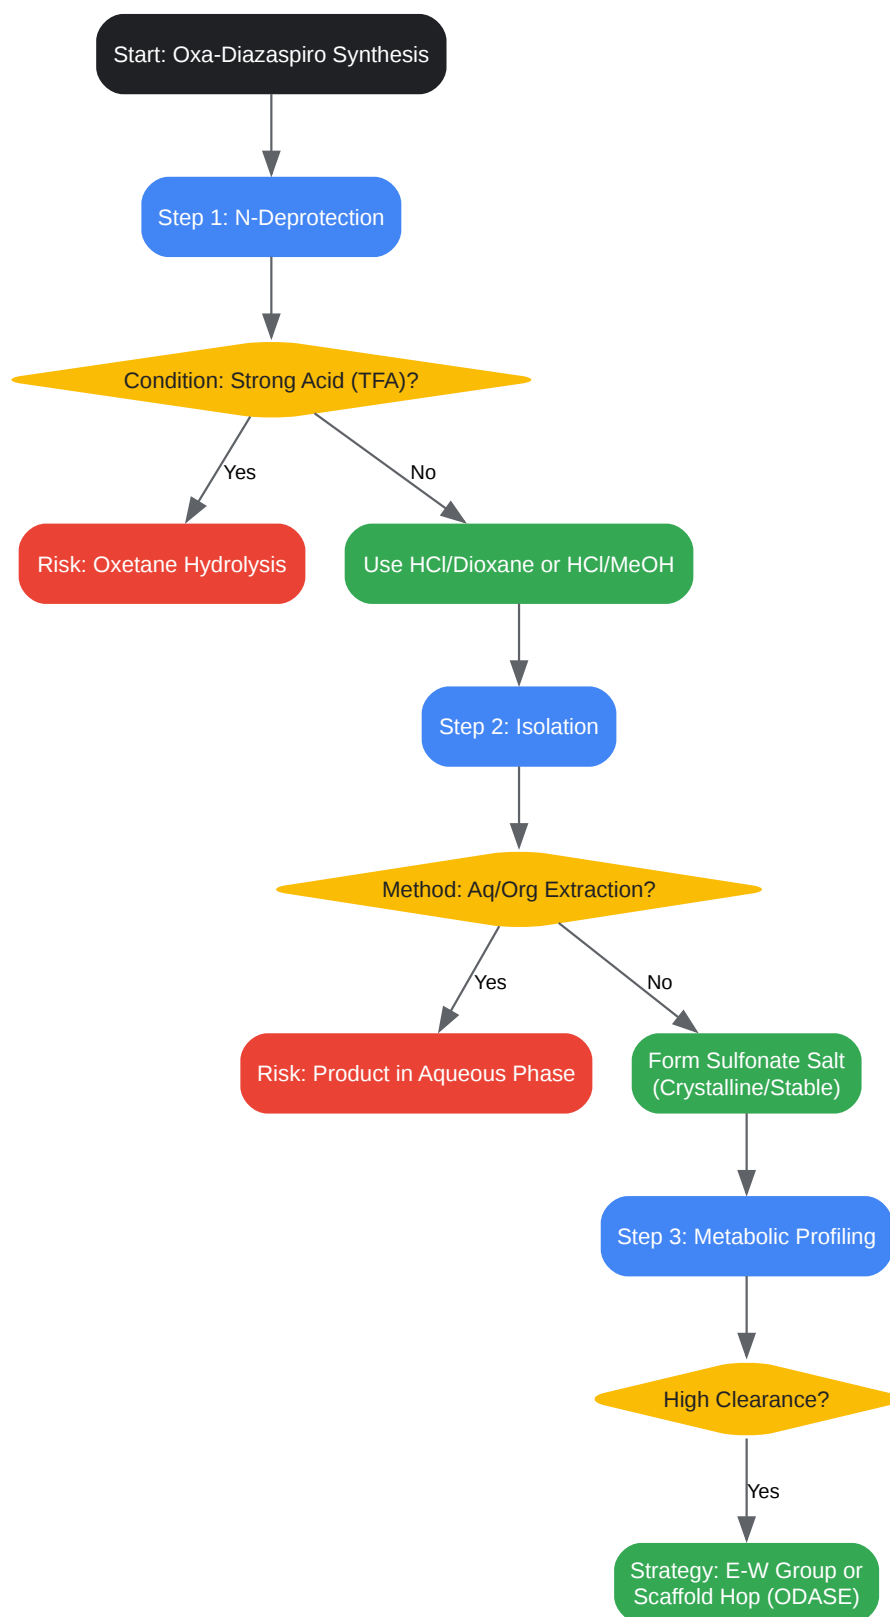 Start: Oxa-Diazaspiro Synthesis
Step 1: N-Deprotection
Condition: Strong Acid (TFA)?
Yes
No
Risk: Oxetane Hydrolysis
Use HCl/Dioxane or HCl/MeOH
Step 2: Isolation
Method: Aq/Org Extraction?
Yes
No
Risk: Product in Aqueous Phase
Form Sulfonate Salt
(Crystalline/Stable)
Step 3: Metabolic Profiling
High Clearance?
Yes
Strategy: E-W Group or
Scaffold Hop (ODASE)